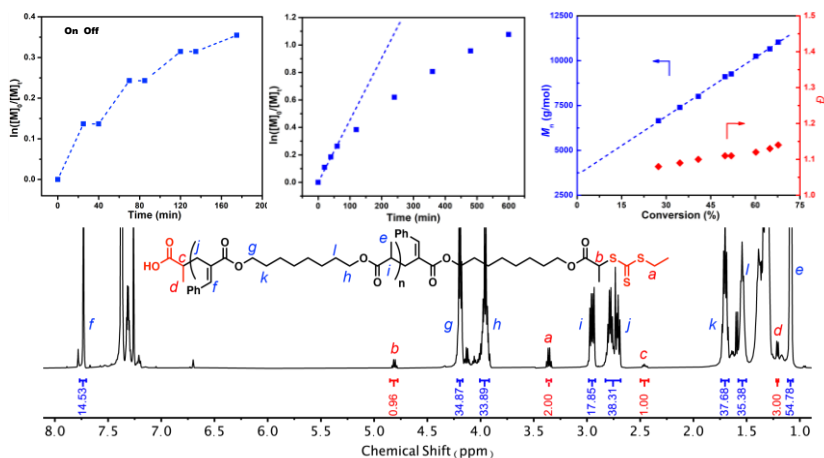 On Off
ln([M]₀/[M]ₜ)
0.4
0.3
0.2
0.1
0.0
0 40 80 120 160 200
Time (min)
ln([M]₀/[M]ₜ)
1.2
1.0
0.8
0.6
0.4
0.2
0.0
0 100 200 300 400 500 600
Time (min)
Mₙ (g/mol)
12500
10000
7500
5000
2500
1.5
1.4
1.3
1.2
1.1
1.0
Đ
0 15 30 45 60 75
Conversion (%)
O
HO
c
d
j
Ph
f
O
O
g
k
l
h
O
O
e
i
n
Ph
O
O
O
O
b
S
S
S
a
f
b
g
h
a
i
j
c
k
l
d
e
14.53
0.96
34.87
33.89
2.00
17.85
38.31
1.00
37.68
35.38
3.00
54.78
8.0 7.5 7.0 6.5 6.0 5.5 5.0 4.5 4.0 3.5 3.0 2.5 2.0 1.5 1.0
Chemical Shift (ppm)